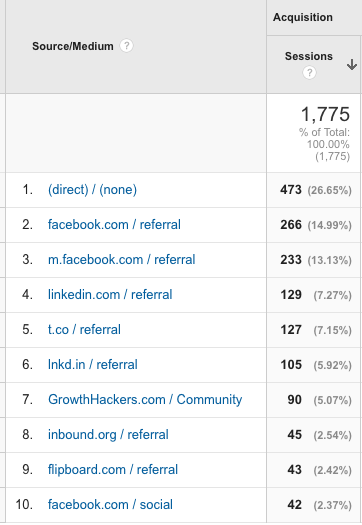 Acquisition
Source/Medium ?
Sessions
?
1,775
% of Total:
100.00%
(1,775)
1. (direct) / (none) 473 (26.65%)
2. facebook.com / referral 266 (14.99%)
3. m.facebook.com / referral 233 (13.13%)
4. linkedin.com / referral 129 (7.27%)
5. t.co / referral 127 (7.15%)
6. lnkd.in / referral 105 (5.92%)
7. GrowthHackers.com / Community 90 (5.07%)
8. inbound.org / referral 45 (2.54%)
9. flipboard.com / referral 43 (2.42%)
10. facebook.com / social 42 (2.37%)